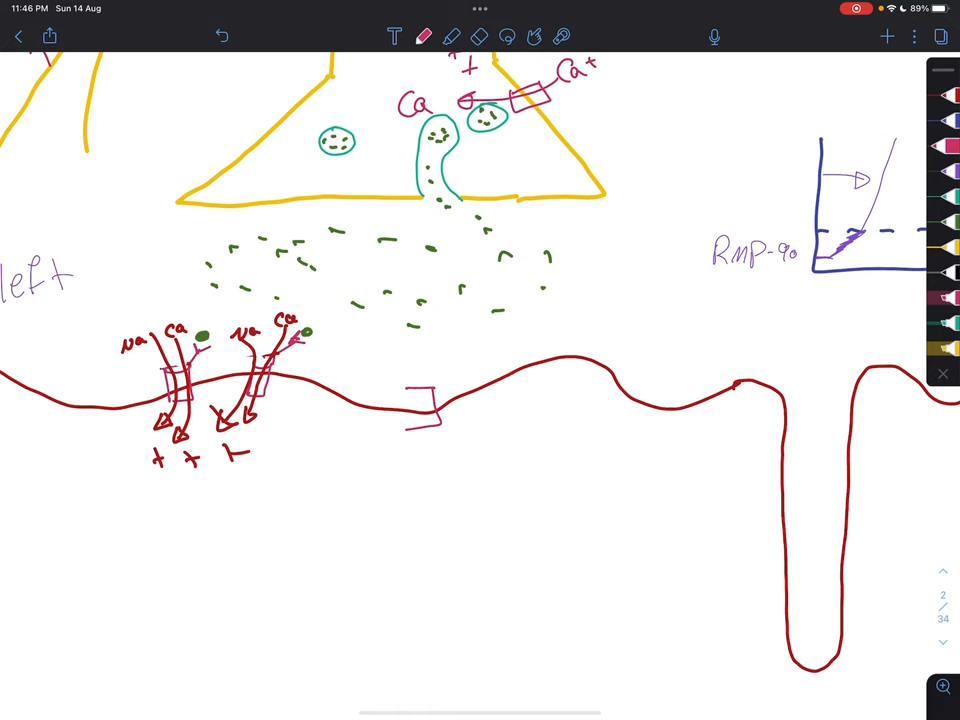 11:46 PM Sun 14 Aug
89%
+
Ca+
Ca
RMP-90
left
Na Ca Na Ca
+ + +
2
/
34